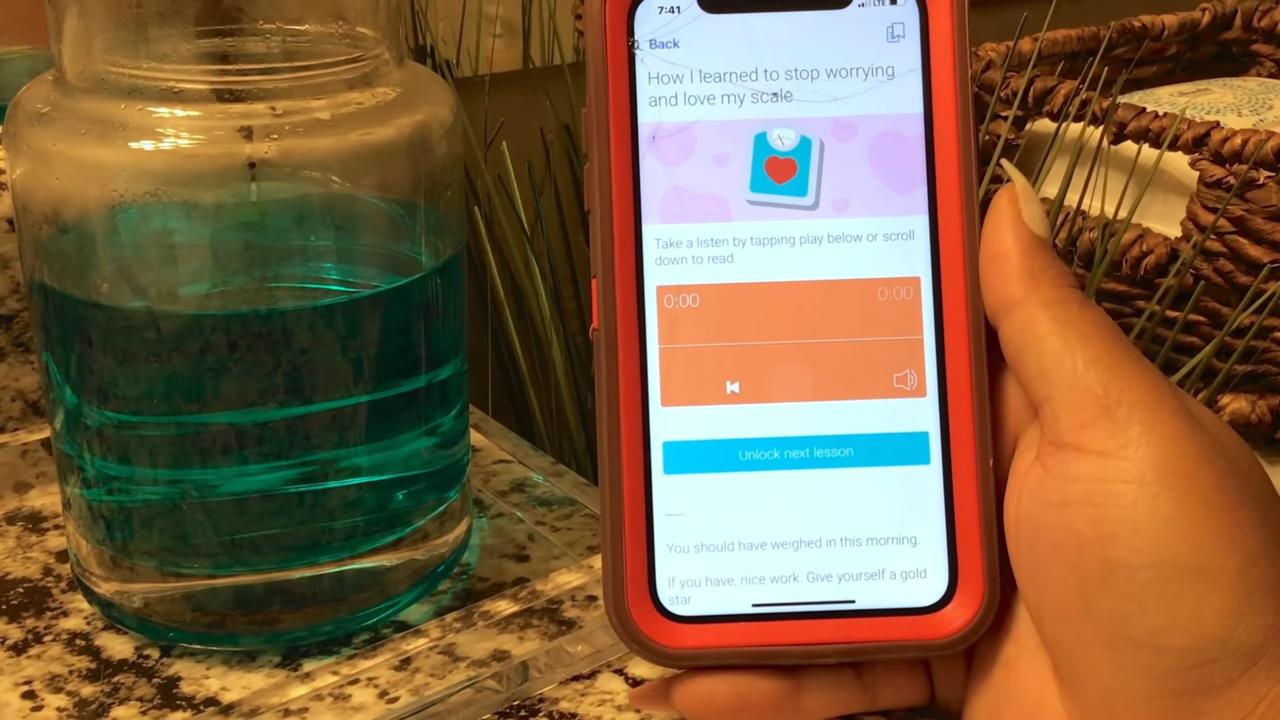 7:41
LTE
Back
How I learned to stop worrying
and love my scale
Take a listen by tapping play below or scroll
down to read
0:00 0:00
Unlock next lesson
You should have weighed in this morning.
If you have, nice work. Give yourself a gold
star